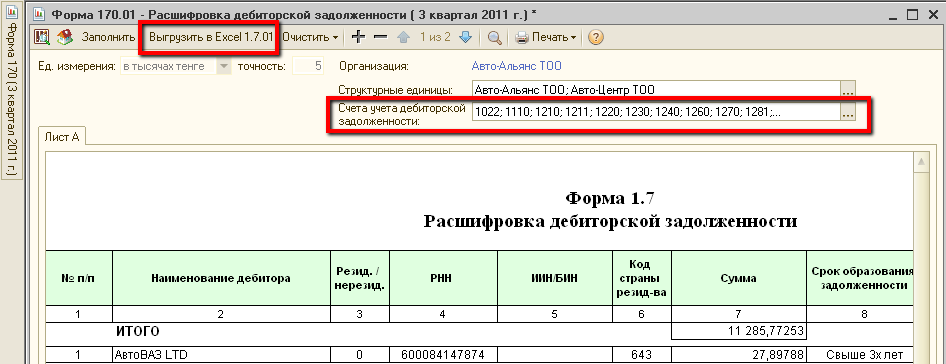 Форма 170 (3 квартал 2011 г.)
Форма 170.01 - Расшифровка дебиторской задолженности ( 3 квартал 2011 г.) *
Заполнить Выгрузить в Excel 1.7.01 Очистить 1 из 2 Печать
Ед. измерения: в тысячах тенге точность: 5 Организация: Авто-Альянс ТОО
Структурные единицы: Авто-Альянс ТОО; Авто-Центр ТОО ...
Счета учета дебиторской
задолженности:
1022; 1110; 1210; 1211; 1220; 1230; 1240; 1260; 1270; 1281;... ...
Лист А
Форма 1.7
Расшифровка дебиторской задолженности
№ п/п Наименование дебитора Резид. /
нерезид.
РНН ИИН/БИН Код
страны
резид-ва
Сумма Срок образования
задолженности
1 2 3 4 5 6 7 8
ИТОГО 11 285,77253
1 АвтоВАЗ LTD 0 600084147874 643 27,89788 Свыше 3х лет